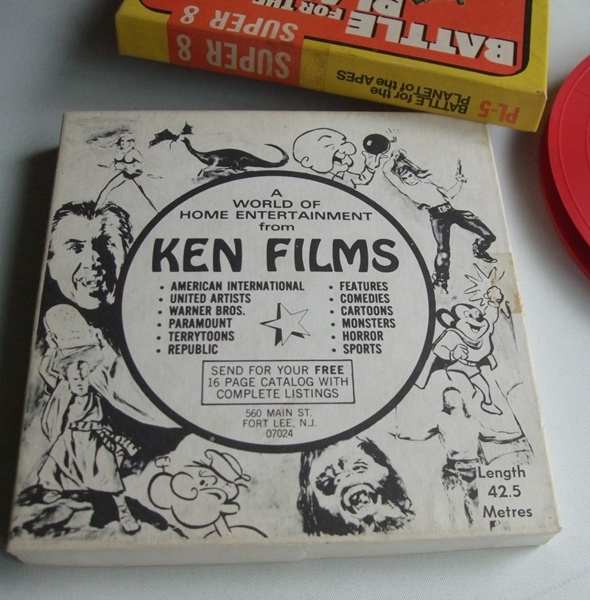 BATTLE FOR THE
PLA
SUPER 8
SUPER 8
BATTLE for the
PLANET of the APES
PL-5
A
WORLD OF
HOME ENTERTAINMENT
from
KEN FILMS
• AMERICAN INTERNATIONAL
• UNITED ARTISTS
• WARNER BROS.
• PARAMOUNT
• TERRYTOONS
• REPUBLIC
• FEATURES
• COMEDIES
• CARTOONS
• MONSTERS
• HORROR
• SPORTS
SEND FOR YOUR FREE
16 PAGE CATALOG WITH
COMPLETE LISTINGS
560 MAIN ST.
FORT LEE, N.J.
07024
Length
42.5
Metres